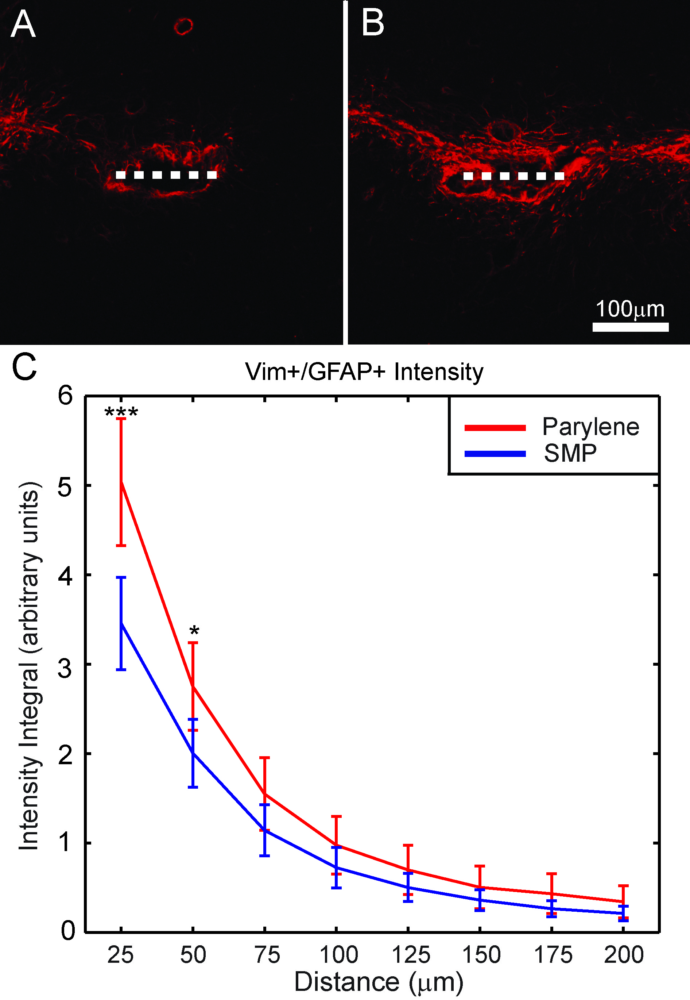 A
B
100μm
C
Vim+/GFAP+ Intensity
6
***
Parylene
SMP
5
4
*
3
2
1
0
Intensity Integral (arbitrary units)
25 50 75 100 125 150 175 200
Distance (μm)